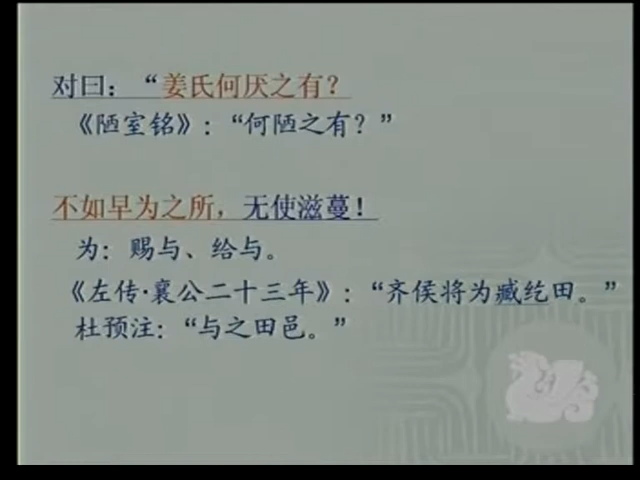 对曰：“姜氏何厌之有？
《陋室铭》：“何陋之有？”
不如早为之所，无使滋蔓！
为：赐与、给与。
《左传·襄公二十三年》：“齐侯将为臧纥田。”
杜预注：“与之田邑。”